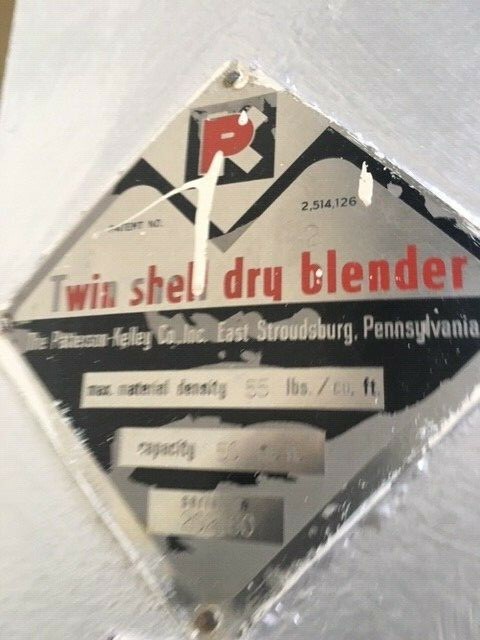 PK
PATENT NO. 2,514,126
Twin shell dry blender
The Patterson-Kelley Co., Inc. East Stroudsburg, Pennsylvania
max. material density 55 lbs./cu. ft.
capacity
serial #